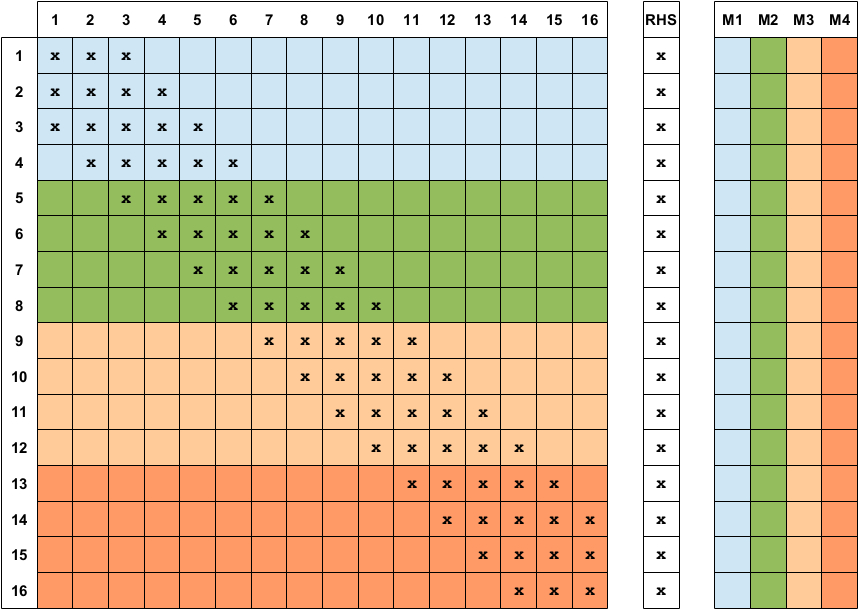 1 2 3 4 5 6 7 8 9 10 11 12 13 14 15 16 RHS M1 M2 M3 M4
1 x x x x
2 x x x x x
3 x x x x x x
4 x x x x x x
5 x x x x x x
6 x x x x x x
7 x x x x x x
8 x x x x x x
9 x x x x x x
10 x x x x x x
11 x x x x x x
12 x x x x x x
13 x x x x x x
14 x x x x x x
15 x x x x x
16 x x x x